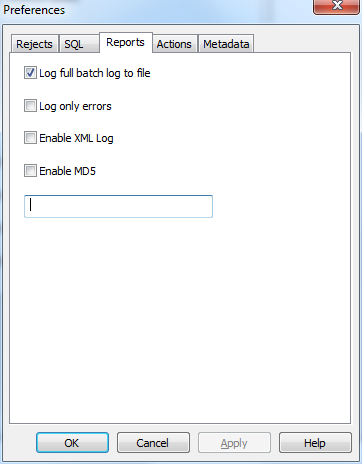 Preferences
Rejects SQL Reports Actions Metadata
Log full batch log to file
Log only errors
Enable XML Log
Enable MD5
OK Cancel Apply Help